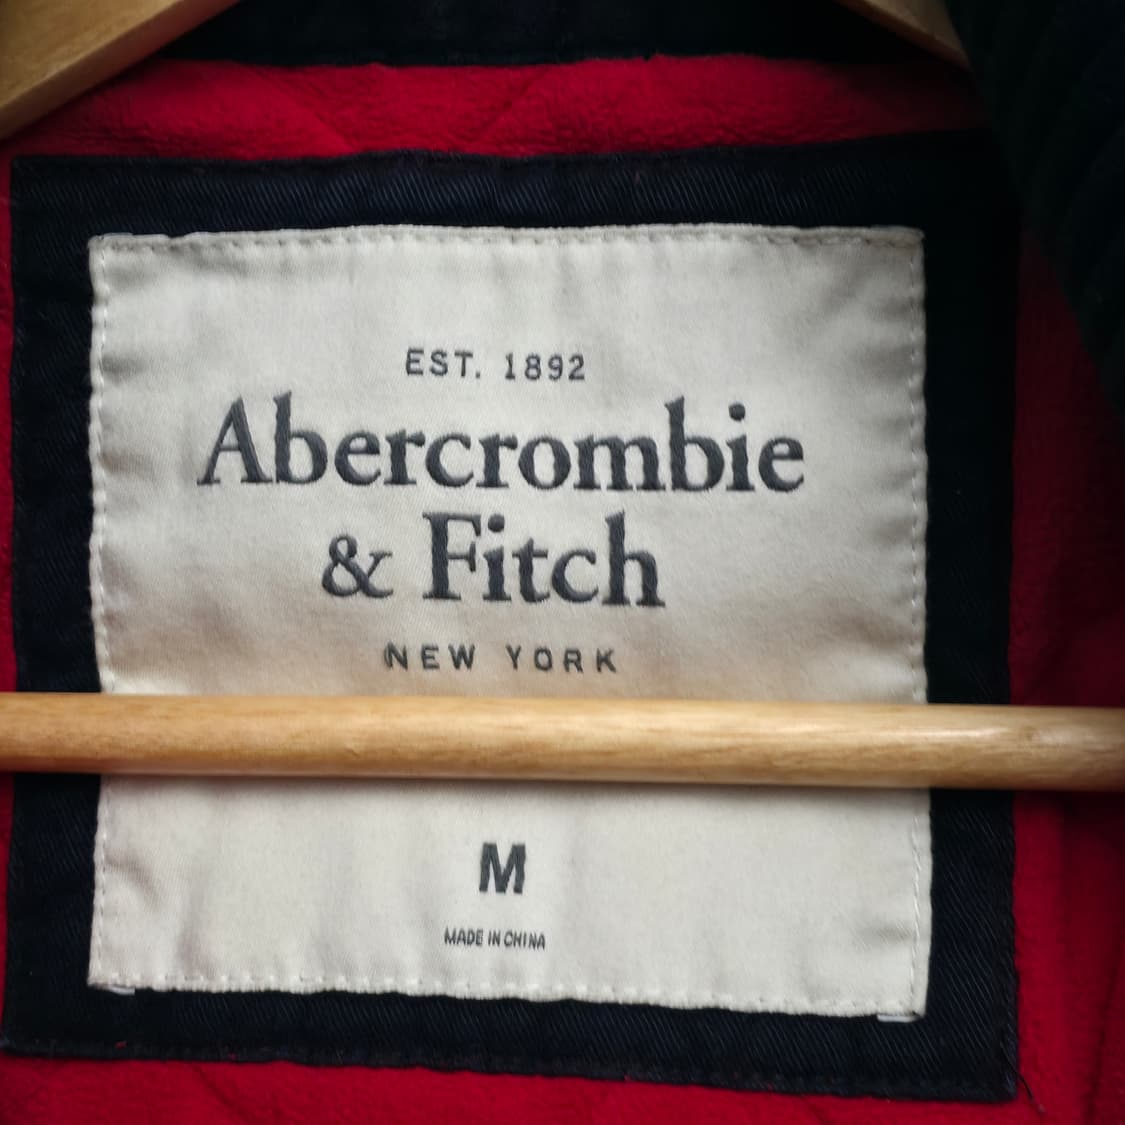 EST. 1892
Abercrombie
& Fitch
NEW YORK
M
MADE IN CHINA